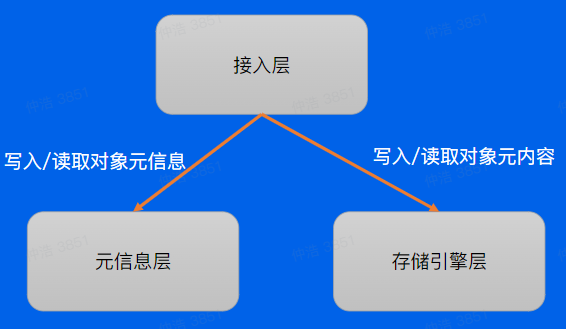 接入层
写入/读取对象元信息
写入/读取对象元内容
元信息层
存储引擎层